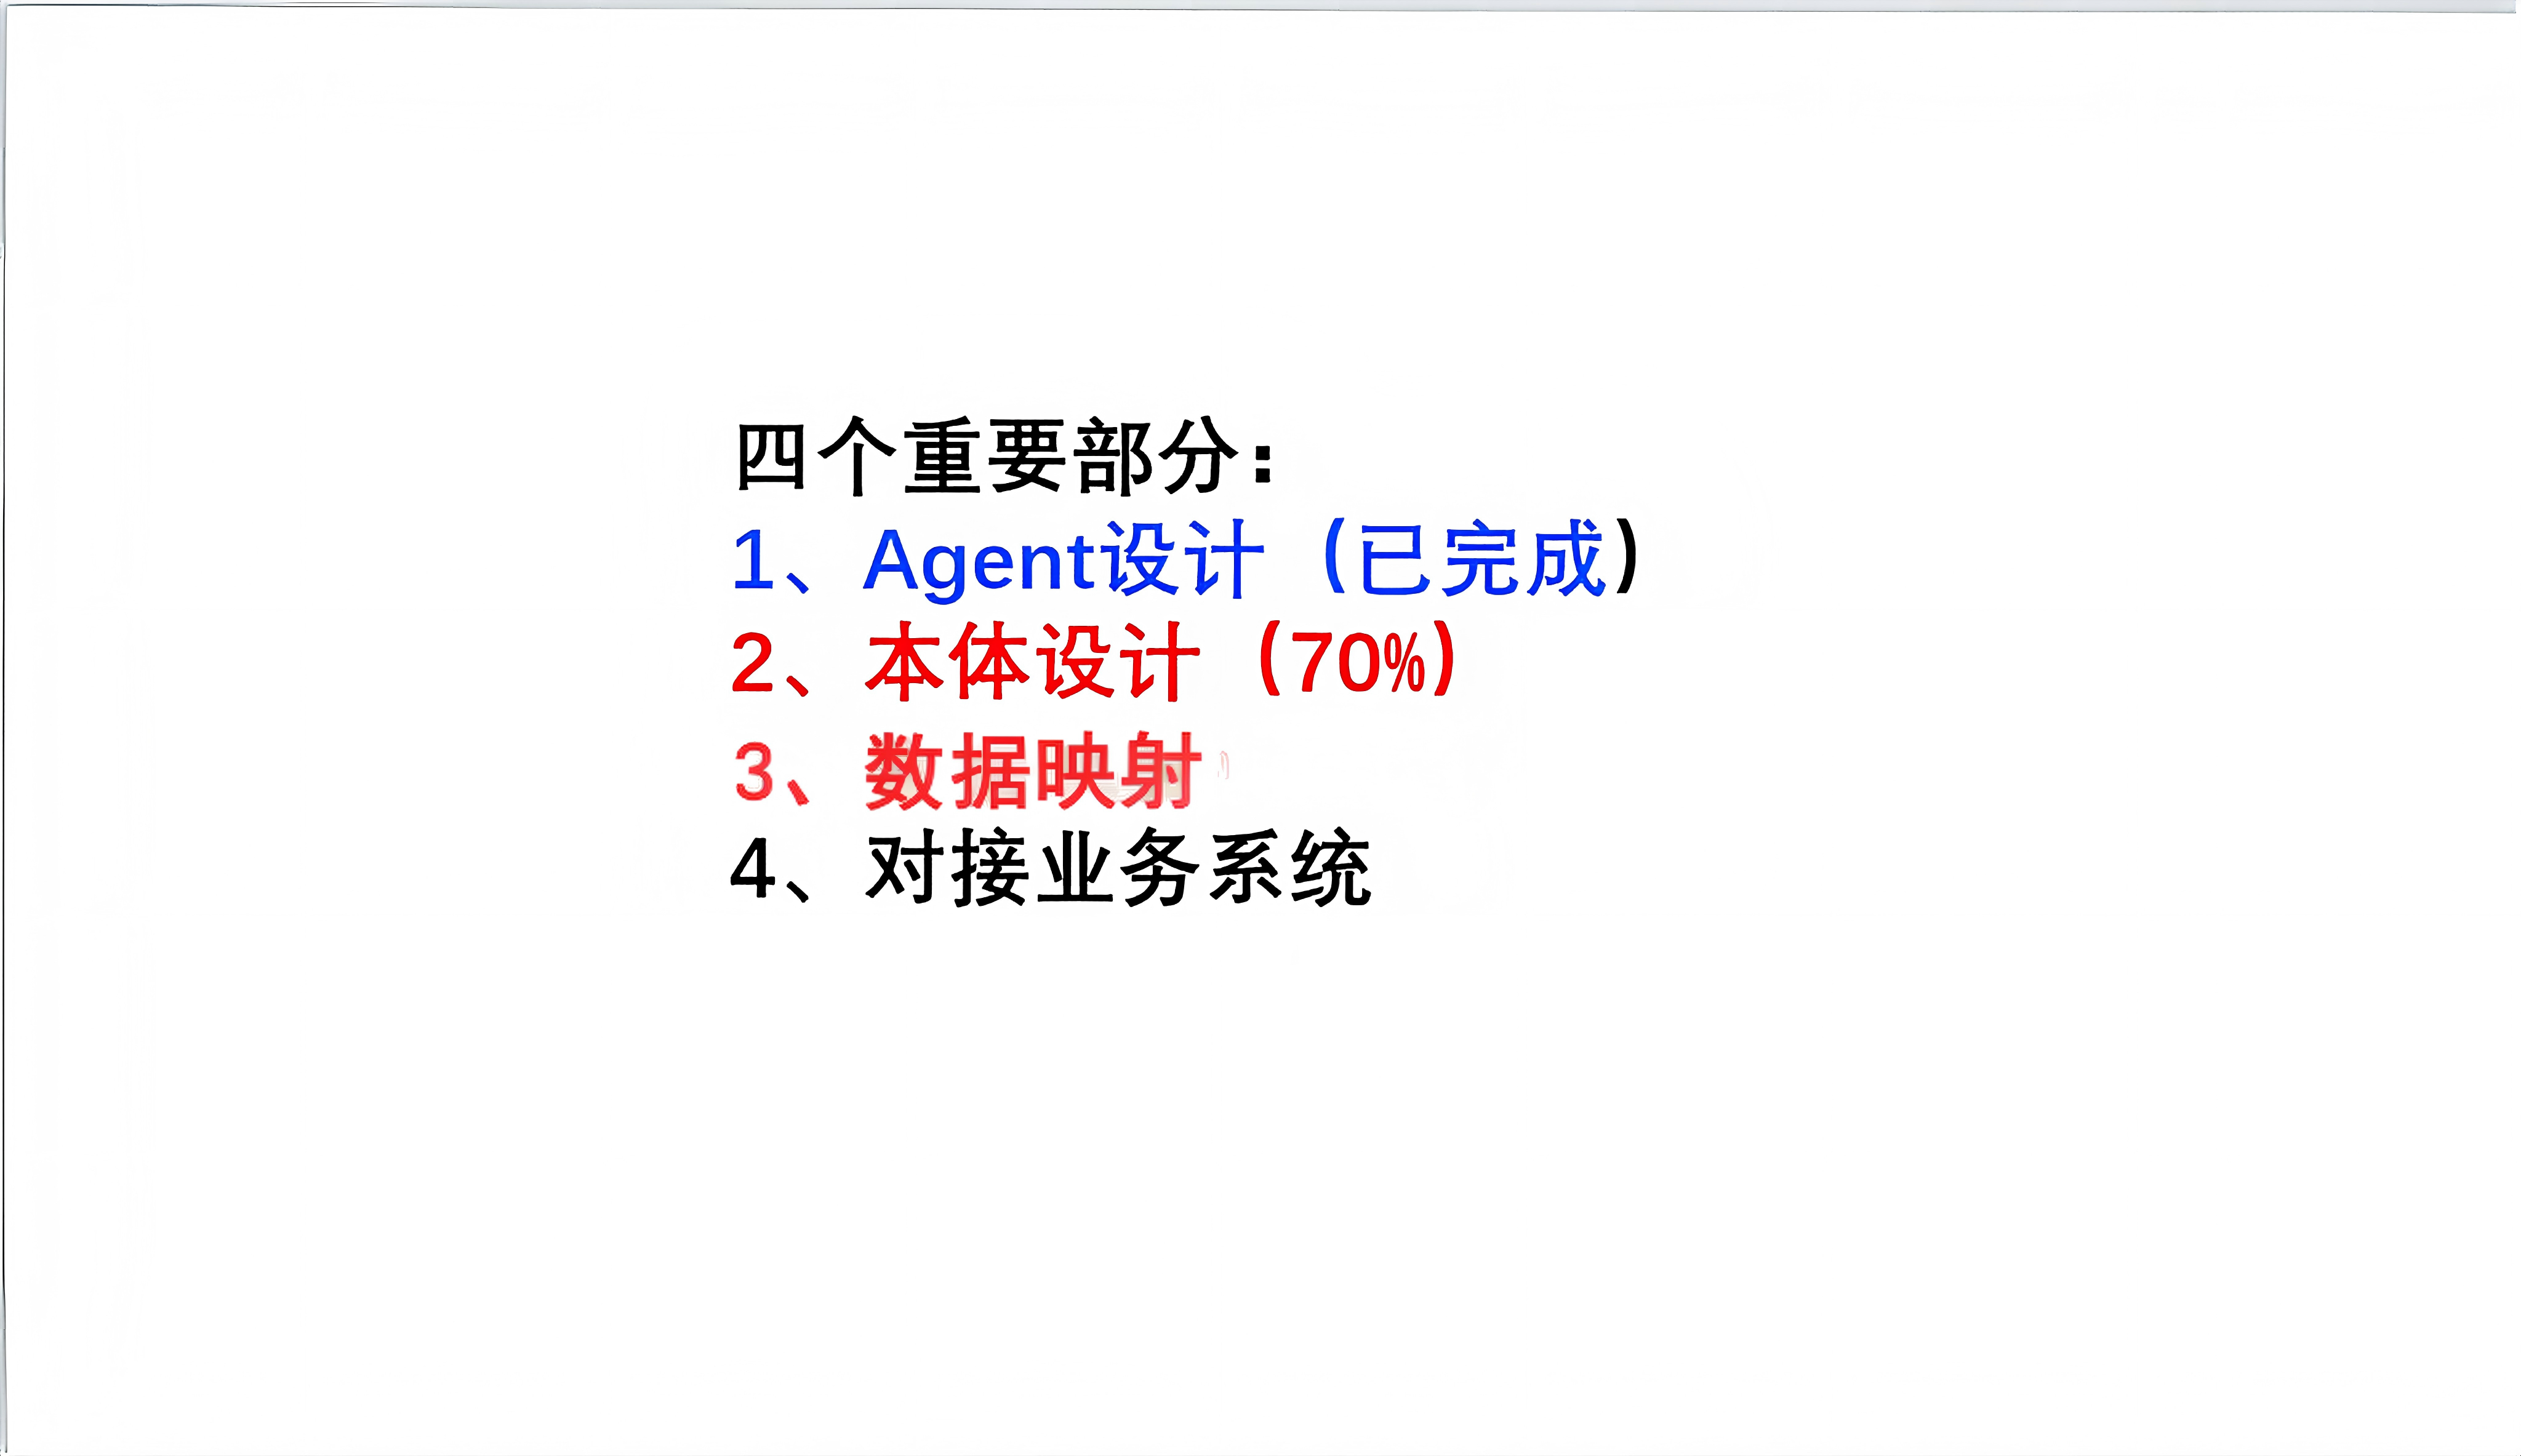 四个重要部分：
1、Agent设计（已完成）
2、本体设计（70%）
3、数据映射
4、对接业务系统